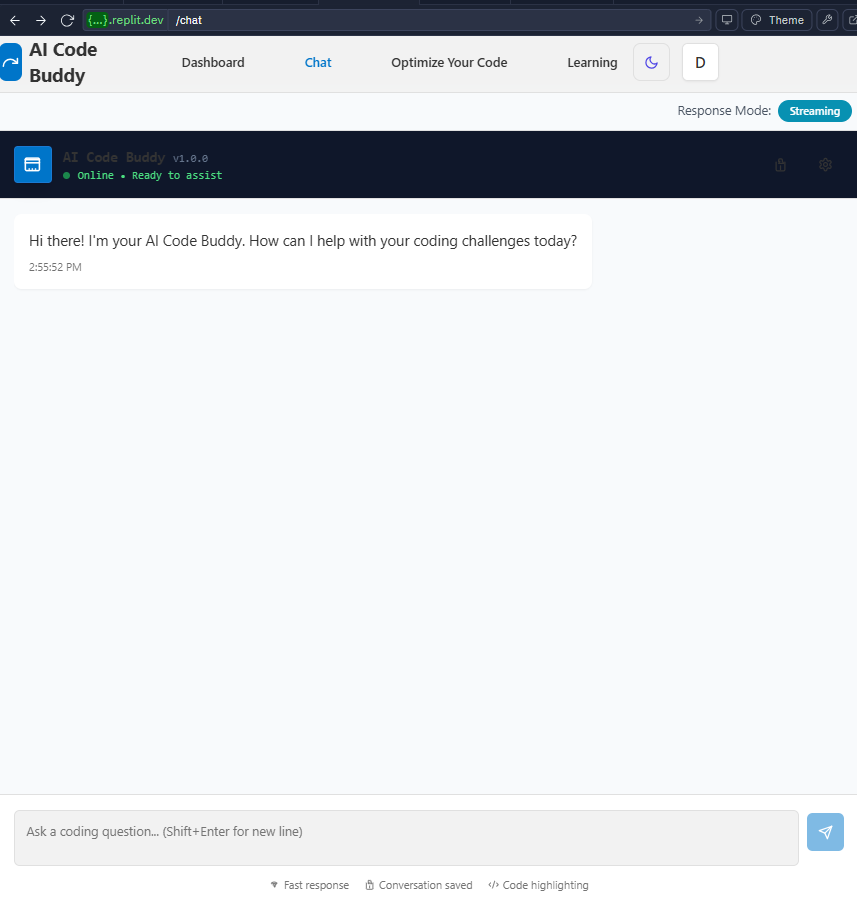 {...}.replit.dev /chat
Theme
AI Code
Buddy
Dashboard
Chat
Optimize Your Code
Learning
D
Response Mode: Streaming
AI Code Buddy v1.0.0
Online • Ready to assist
Hi there! I'm your AI Code Buddy. How can I help with your coding challenges today?
2:55:52 PM
Ask a coding question... (Shift+Enter for new line)
Fast response
Conversation saved
Code highlighting